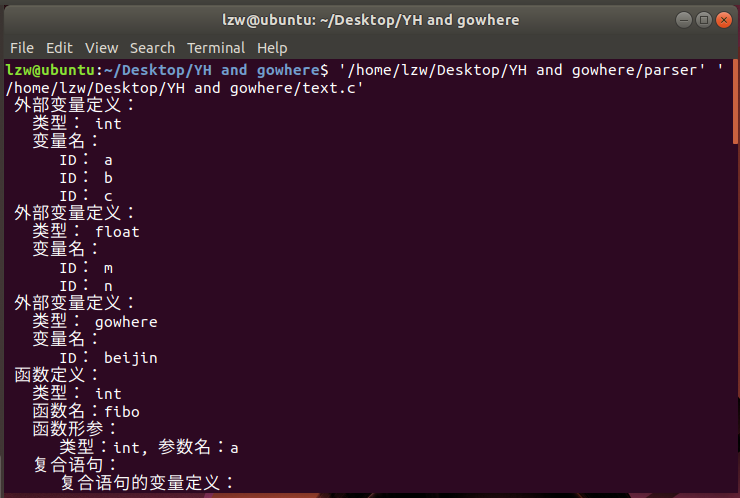 lzw@ubuntu: ~/Desktop/YH and gowhere
File Edit View Search Terminal Help
lzw@ubuntu:~/Desktop/YH and gowhere$ '/home/lzw/Desktop/YH and gowhere/parser' '
/home/lzw/Desktop/YH and gowhere/text.c'
外部变量定义：
类型： int
变量名：
ID： a
ID： b
ID： c
外部变量定义：
类型： float
变量名：
ID： m
ID： n
外部变量定义：
类型： gowhere
变量名：
ID： beijin
函数定义：
类型： int
函数名：fibo
函数形参：
类型：int, 参数名：a
复合语句：
复合语句的变量定义：